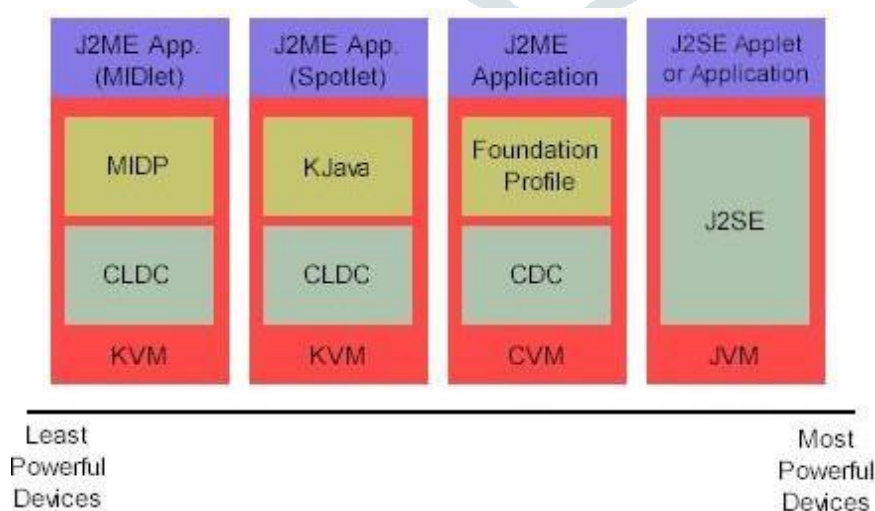 J2ME App.
(MIDlet)
MIDP
CLDC
KVM
J2ME App.
(Spotlet)
KJava
CLDC
KVM
J2ME
Application
Foundation
Profile
CDC
CVM
J2SE Applet
or Application
J2SE
JVM
Least
Powerful
Devices
Most
Powerful
Devices